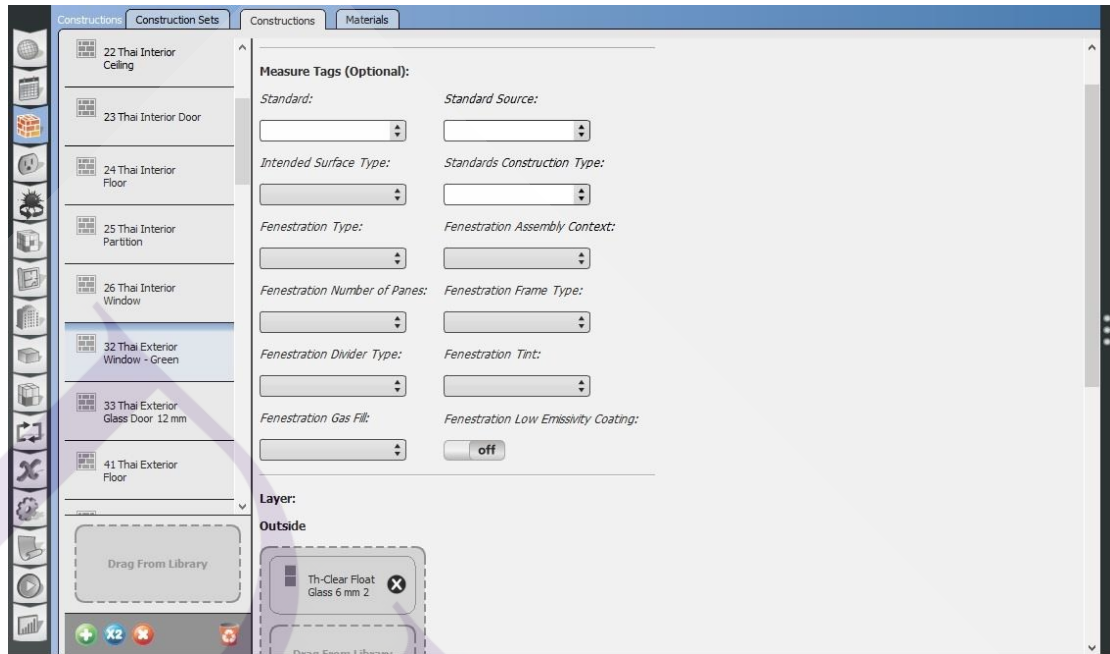 Constructions
Construction Sets
Constructions
Materials
22 Thai Interior
Ceiling
23 Thai Interior Door
24 Thai Interior
Floor
25 Thai Interior
Partition
26 Thai Interior
Window
32 Thai Exterior
Window - Green
33 Thai Exterior
Glass Door 12 mm
41 Thai Exterior
Floor
Drag From Library
X2
Measure Tags (Optional):
Standard:
Standard Source:
Intended Surface Type:
Standards Construction Type:
Fenestration Type:
Fenestration Assembly Context:
Fenestration Number of Panes:
Fenestration Frame Type:
Fenestration Divider Type:
Fenestration Tint:
Fenestration Gas Fill:
Fenestration Low Emissivity Coating:
off
Layer:
Outside
Th-Clear Float
Glass 6 mm 2
Drag From Library